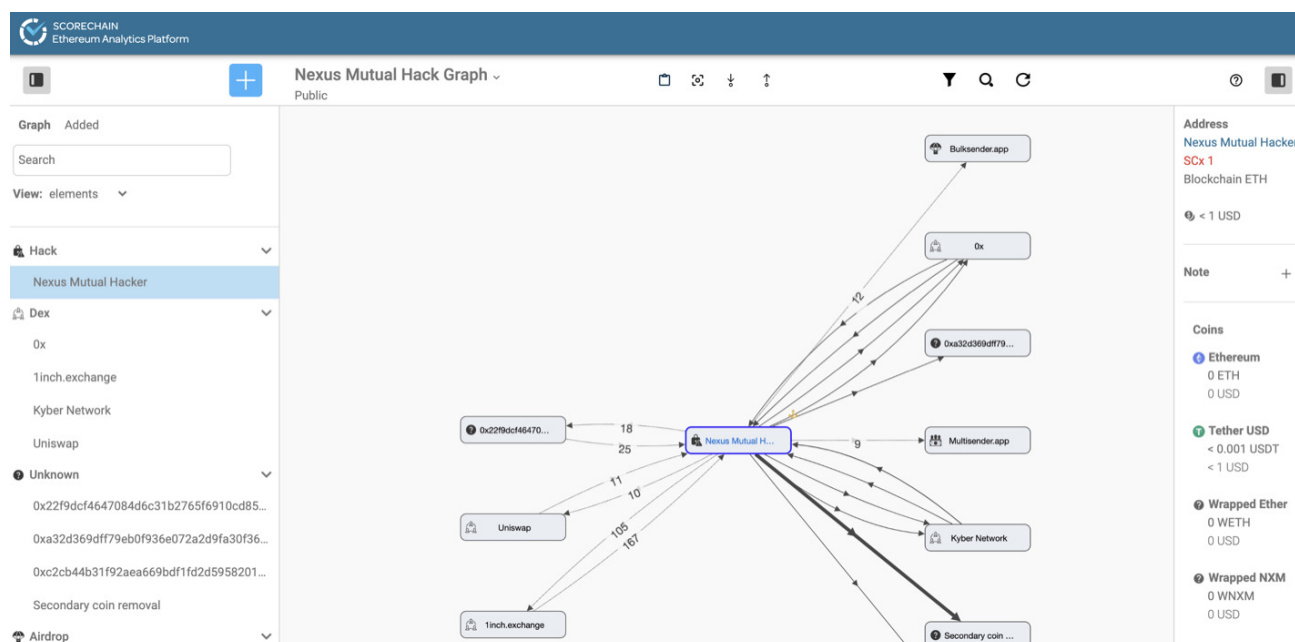 SCORECHAIN
Ethereum Analytics Platform
Nexus Mutual Hack Graph
Public
Graph Added
Search
View: elements
Hack
Nexus Mutual Hacker
Dex
0x
1inch.exchange
Kyber Network
Uniswap
Unknown
0x22f9dcf4647084d6c31b2765f6910cd85...
0xa32d369dff79eb0f936e072a2d9fa30f36...
0xc2cb44b31f92aea669bdf1fd2d5958201...
Secondary coin removal
Airdrop
Bulksender.app
0x
12
0xa32d369dff79...
0x22f9dcf46470...
18
25
Nexus Mutual H...
9
Multisender.app
11
10
Uniswap
105
167
Kyber Network
1inch.exchange
Secondary coin ...
Address
Nexus Mutual Hacker
SCx 1
Blockchain ETH
< 1 USD
Note +
Coins
Ethereum
0 ETH
0 USD
Tether USD
< 0.001 USDT
< 1 USD
Wrapped Ether
0 WETH
0 USD
Wrapped NXM
0 WNXM
0 USD